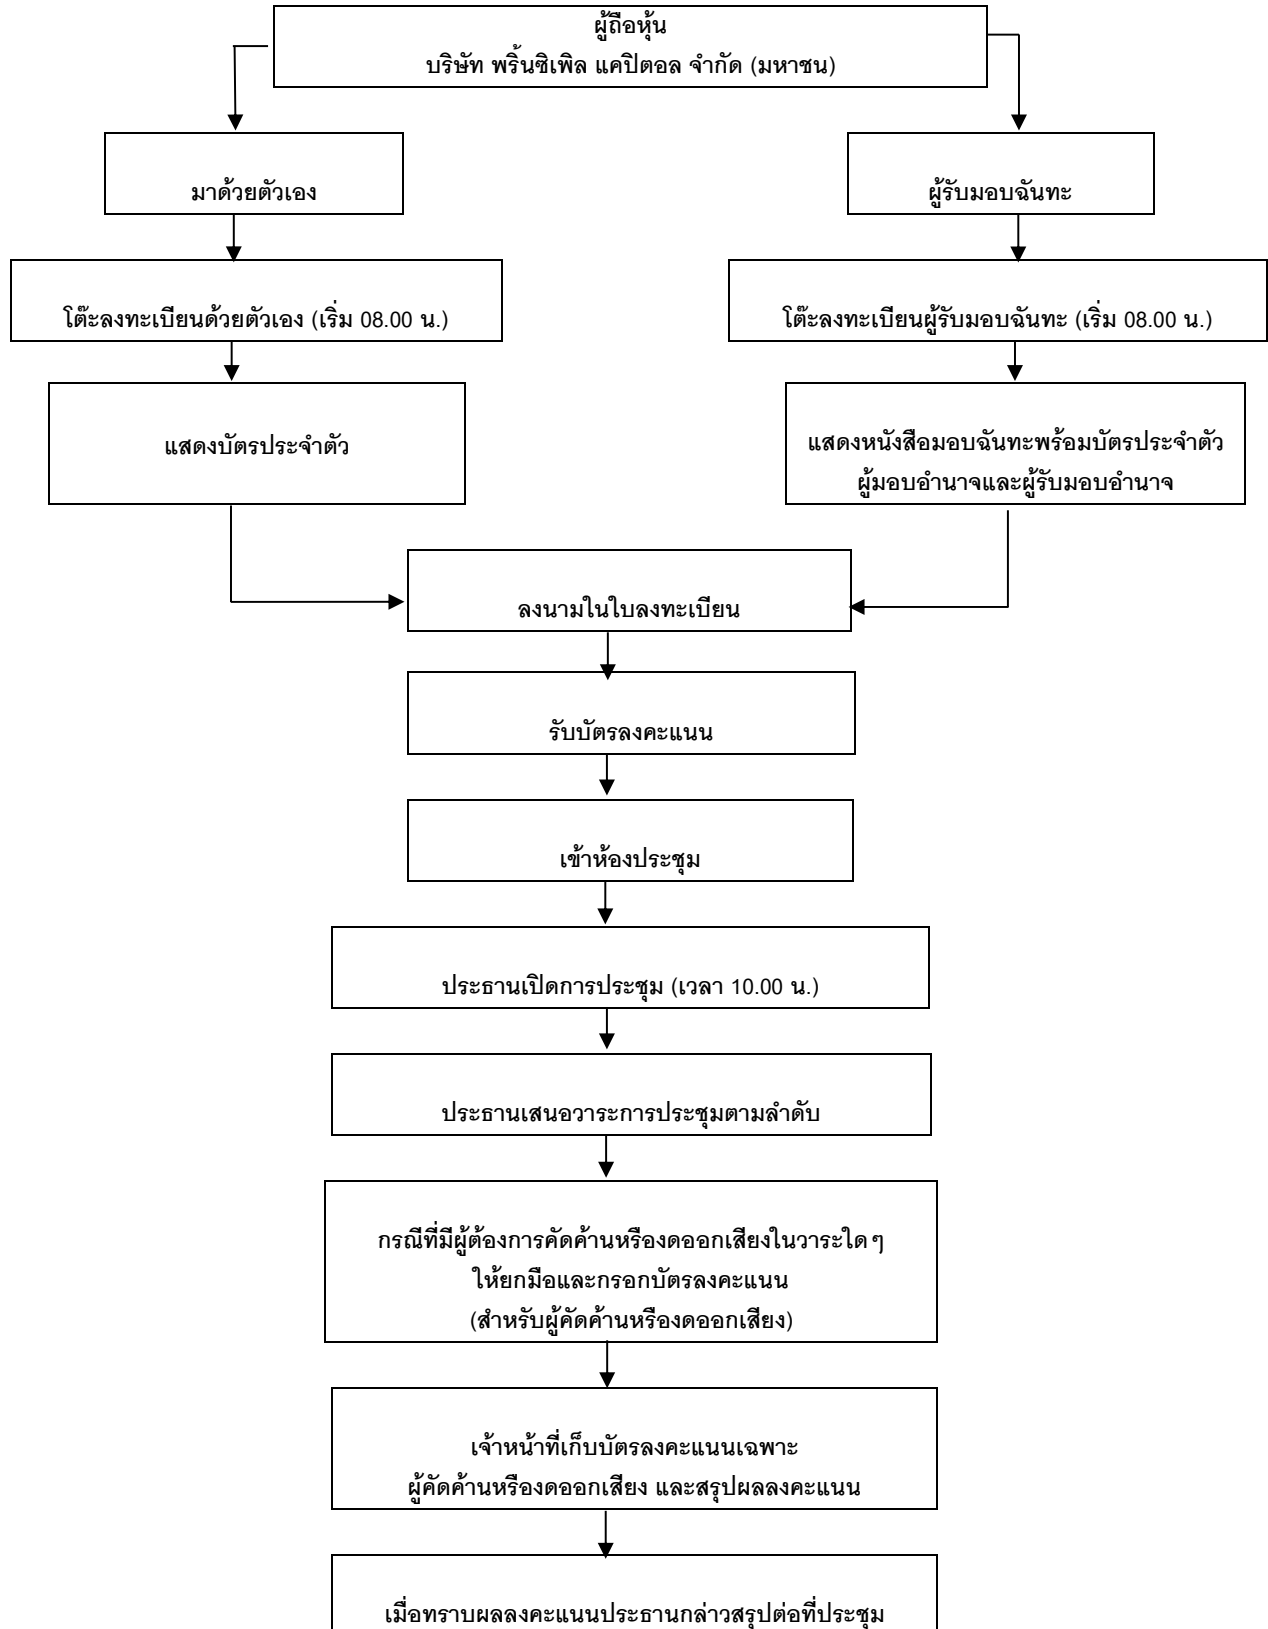 ผู้ถือหุ้น
บริษัท พริ้นซิเพิล แคปิตอล จำกัด (มหาชน)
มาด้วยตัวเอง
ผู้รับมอบฉันทะ
โต๊ะลงทะเบียนด้วยตัวเอง (เริ่ม 08.00 น.)
โต๊ะลงทะเบียนผู้รับมอบฉันทะ (เริ่ม 08.00 น.)
แสดงบัตรประจำตัว
แสดงหนังสือมอบฉันทะพร้อมบัตรประจำตัว
ผู้มอบอำนาจและผู้รับมอบอำนาจ
ลงนามในใบลงทะเบียน
รับบัตรลงคะแนน
เข้าห้องประชุม
ประธานเปิดการประชุม (เวลา 10.00 น.)
ประธานเสนอวาระการประชุมตามลำดับ
กรณีที่มีผู้ต้องการคัดค้านหรืองดออกเสียงในวาระใด ๆ
ให้ยกมือและกรอกบัตรลงคะแนน
(สำหรับผู้คัดค้านหรืองดออกเสียง)
เจ้าหน้าที่เก็บบัตรลงคะแนนเฉพาะ
ผู้คัดค้านหรืองดออกเสียง และสรุปผลลงคะแนน
เมื่อทราบผลลงคะแนนประธานกล่าวสรุปต่อที่ประชุม